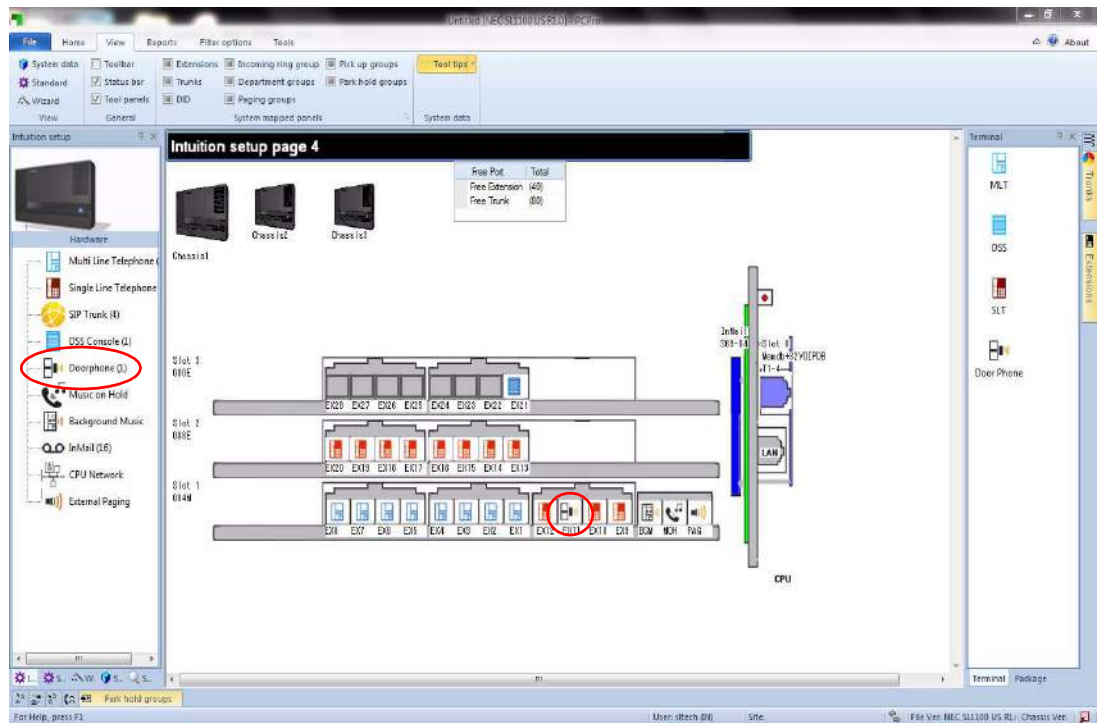 Untitled [NEC SL1100 US R1.0] - PCPro
File Home View Reports Filter options Tools About
System data Toolbar Extensions Incoming ring group Pick up groups Tool tips
Standard Status bar Trunks Department groups Park hold groups
Wizard Tool panels DID Paging groups
View General System mapped panels System data
Intuition setup
Hardware
Multi Line Telephone (
Single Line Telephone
SIP Trunk (4)
DSS Console (1)
Doorphone (1)
Music on Hold
Background Music
InMail (16)
CPU Network
External Paging
Intuition setup page 4
Free Port Total
Free Extension (40)
Free Trunk (80)
Chassis1
Chassis2
Chassis3
Slot 3
008E
EX28 EX27 EX26 EX25 EX24 EX23 EX22 EX21
Slot 2
008E
EX20 EX19 EX18 EX17 EX16 EX15 EX14 EX13
Slot 1
084M
EX7 EX5 EX4 EX3 EX2 EX1 EX12 EX9 BGM MOH PAG
InMail
LAN
CPU
Terminal
MLT
DSS
SLT
Door Phone
Trunks
Extensions
Terminal Package
Park hold groups
For Help, press F1
User: sltech (IN) Site:
File Ver: NEC SL1100 US R1/ Chassis Ver: